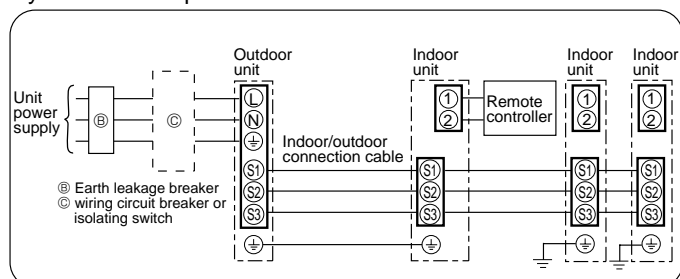 Outdoor
unit
Indoor
unit
Indoor
unit
Indoor
unit
Unit
power
supply
Ⓑ
Ⓒ
L
N
⏚
1
2
Remote
controller
1
2
1
2
Indoor/outdoor
connection cable
S1
S2
S3
S1
S2
S3
S1
S2
S3
S1
S2
S3
Ⓑ Earth leakage breaker
Ⓒ wiring circuit breaker or
isolating switch